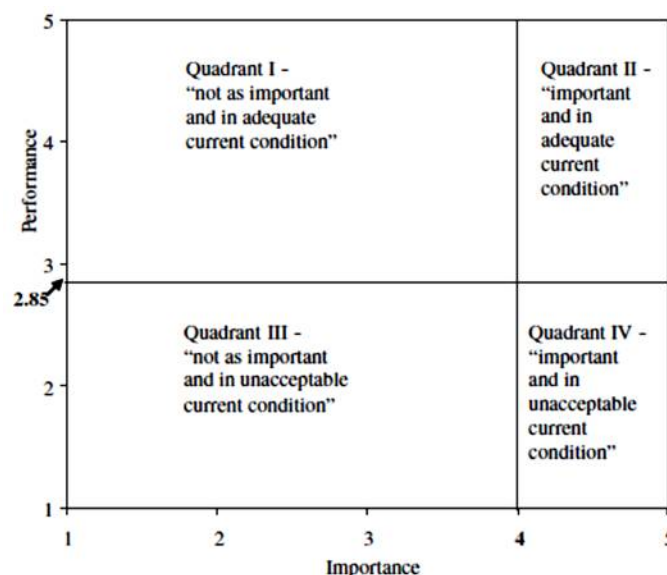 5
Quadrant I -
"not as important
and in adequate
current condition"
Quadrant II -
"important
and in
adequate
current
condition"
4
Performance
3
2.85
Quadrant III -
"not as important
and in unacceptable
current condition"
Quadrant IV -
"important
and in
unacceptable
current
condition"
2
1
1
2
3
4
5
Importance